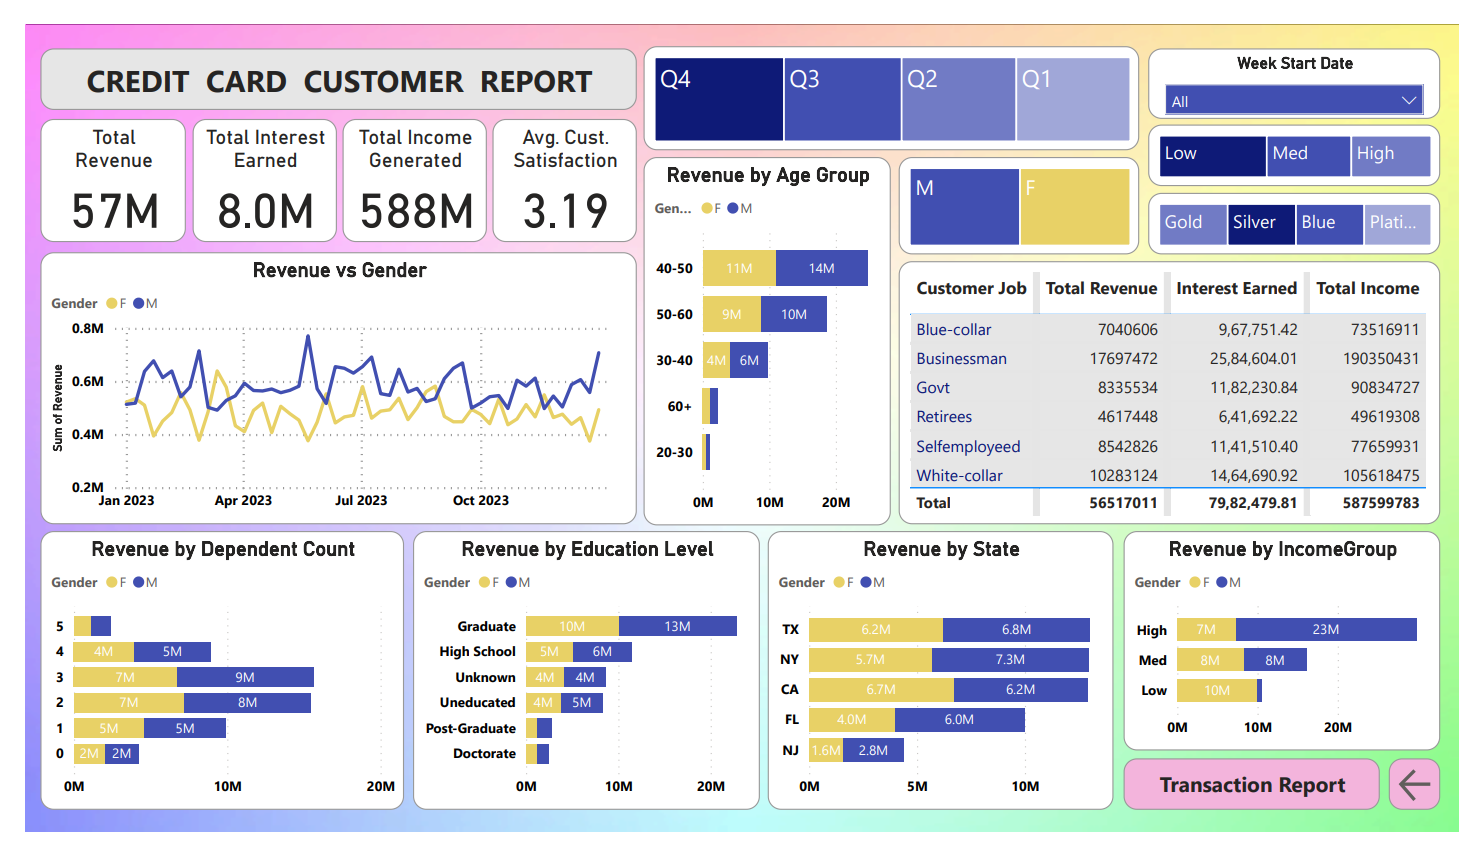 CREDIT CARD CUSTOMER REPORT
Total Revenue
57M
Total Interest Earned
8.0M
Total Income Generated
588M
Avg. Cust. Satisfaction
3.19
Q4 Q3 Q2 Q1
Week Start Date
All
Low Med High
M F
Gold Silver Blue Plati...
Revenue vs Gender
Gender F M
Sum of Revenue
0.8M
0.6M
0.4M
0.2M
Jan 2023 Apr 2023 Jul 2023 Oct 2023
Revenue by Age Group
Gen... F M
40-50 11M 14M
50-60 9M 10M
30-40 4M 6M
60+
20-30
0M 10M 20M
Customer Job Total Revenue Interest Earned Total Income
Blue-collar 7040606 9,67,751.42 73516911
Businessman 17697472 25,84,604.01 190350431
Govt 8335534 11,82,230.84 90834727
Retirees 4617448 6,41,692.22 49619308
Selfemployeed 8542826 11,41,510.40 77659931
White-collar 10283124 14,64,690.92 105618475
Total 56517011 79,82,479.81 587599783
Revenue by Dependent Count
Gender F M
5
4 4M 5M
3 7M 9M
2 7M 8M
1 5M 5M
0 2M 2M
0M 10M 20M
Revenue by Education Level
Gender F M
Graduate 10M 13M
High School 5M 6M
Unknown 4M 4M
Uneducated 4M 5M
Post-Graduate
Doctorate
0M 10M 20M
Revenue by State
Gender F M
TX 6.2M 6.8M
NY 5.7M 7.3M
CA 6.7M 6.2M
FL 4.0M 6.0M
NJ 1.6M 2.8M
0M 5M 10M
Revenue by IncomeGroup
Gender F M
High 7M 23M
Med 8M 8M
Low 10M
0M 10M 20M
Transaction Report